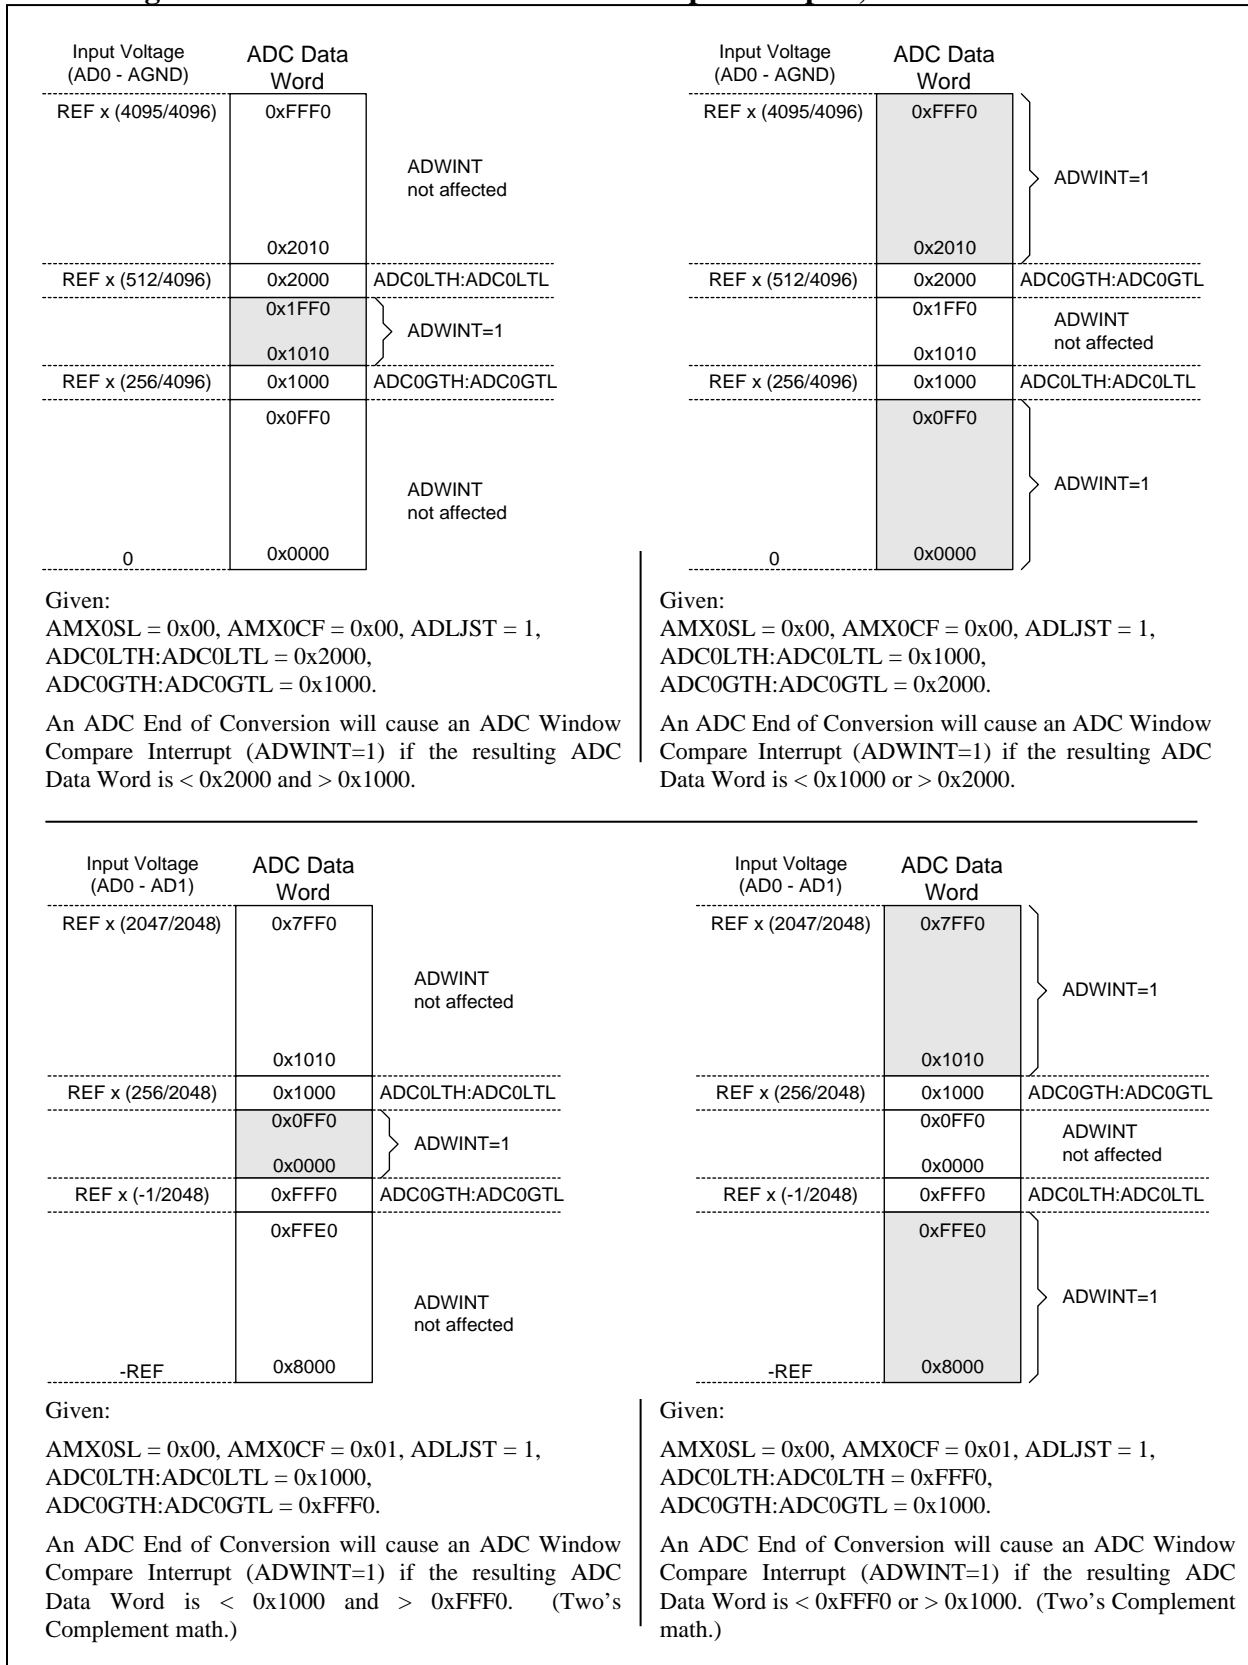 Input Voltage
(AD0 - AGND)
ADC Data
Word
REF x (4095/4096)
0xFFF0
ADWINT
not affected
0x2010
REF x (512/4096)
0x2000
ADC0LTH:ADC0LTL
0x1FF0
ADWINT=1
0x1010
REF x (256/4096)
0x1000
ADC0GTH:ADC0GTL
0x0FF0
ADWINT
not affected
0
0x0000
Given:
AMX0SL = 0x00, AMX0CF = 0x00, ADLJST = 1,
ADC0LTH:ADC0LTL = 0x2000,
ADC0GTH:ADC0GTL = 0x1000.
An ADC End of Conversion will cause an ADC Window
Compare Interrupt (ADWINT=1) if the resulting ADC
Data Word is < 0x2000 and > 0x1000.
Input Voltage
(AD0 - AGND)
ADC Data
Word
REF x (4095/4096)
0xFFF0
ADWINT=1
0x2010
REF x (512/4096)
0x2000
ADC0GTH:ADC0GTL
0x1FF0
ADWINT
not affected
0x1010
REF x (256/4096)
0x1000
ADC0LTH:ADC0LTL
0x0FF0
ADWINT=1
0
0x0000
Given:
AMX0SL = 0x00, AMX0CF = 0x00, ADLJST = 1,
ADC0LTH:ADC0LTL = 0x1000,
ADC0GTH:ADC0GTL = 0x2000.
An ADC End of Conversion will cause an ADC Window
Compare Interrupt (ADWINT=1) if the resulting ADC
Data Word is < 0x1000 or > 0x2000.
Input Voltage
(AD0 - AD1)
ADC Data
Word
REF x (2047/2048)
0x7FF0
ADWINT
not affected
0x1010
REF x (256/2048)
0x1000
ADC0LTH:ADC0LTL
0x0FF0
ADWINT=1
0x0000
REF x (-1/2048)
0xFFF0
ADC0GTH:ADC0GTL
0xFFE0
ADWINT
not affected
-REF
0x8000
Given:
AMX0SL = 0x00, AMX0CF = 0x01, ADLJST = 1,
ADC0LTH:ADC0LTL = 0x1000,
ADC0GTH:ADC0GTL = 0xFFF0.
An ADC End of Conversion will cause an ADC Window
Compare Interrupt (ADWINT=1) if the resulting ADC
Data Word is < 0x1000 and > 0xFFF0. (Two's
Complement math.)
Input Voltage
(AD0 - AD1)
ADC Data
Word
REF x (2047/2048)
0x7FF0
ADWINT=1
0x1010
REF x (256/2048)
0x1000
ADC0GTH:ADC0GTL
0x0FF0
ADWINT
not affected
0x0000
REF x (-1/2048)
0xFFF0
ADC0LTH:ADC0LTL
0xFFE0
ADWINT=1
-REF
0x8000
Given:
AMX0SL = 0x00, AMX0CF = 0x01, ADLJST = 1,
ADC0LTH:ADC0LTH = 0xFFF0,
ADC0GTH:ADC0GTL = 0x1000.
An ADC End of Conversion will cause an ADC Window
Compare Interrupt (ADWINT=1) if the resulting ADC
Data Word is < 0xFFF0 or > 0x1000. (Two's Complement
math.)